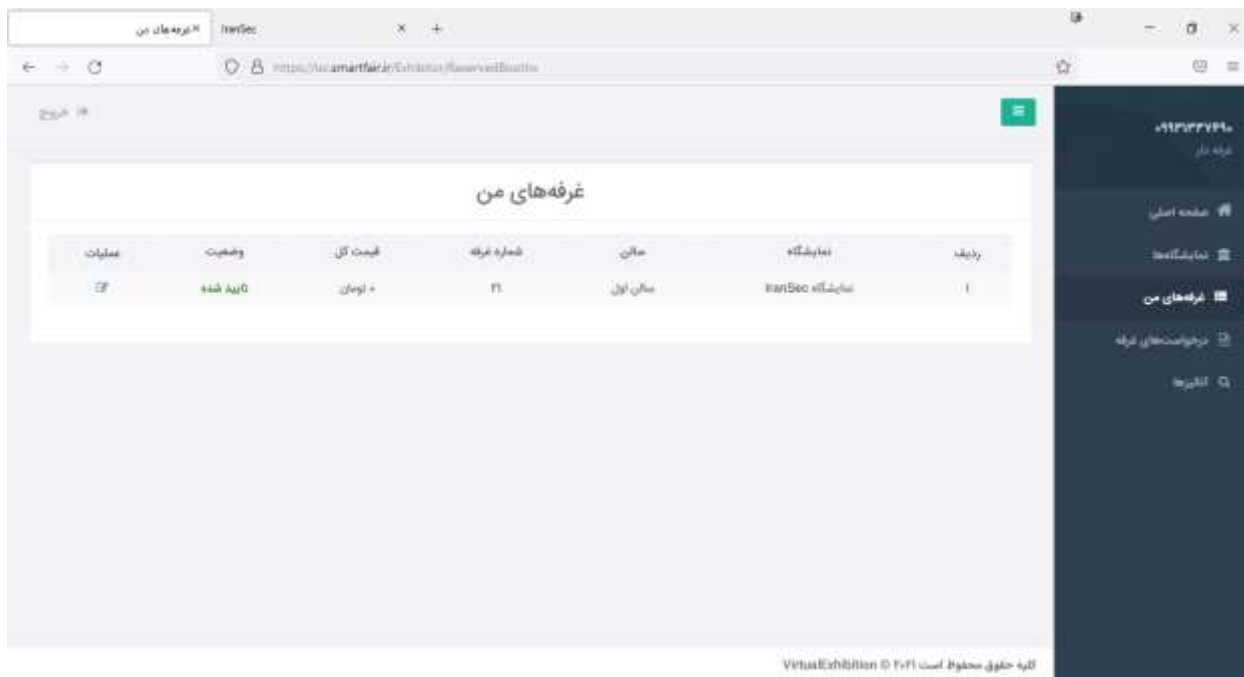 غرفه‌های من
IranSec
smartfair.ir/Exhibitor/ReservedBooths
خروج
غرفه دار
صفحه اصلی
نمایشگاه‌ها
غرفه‌های من
درخواست‌های غرفه
آنالیزها
غرفه‌های من
ردیف نمایشگاه سالن شماره غرفه قیمت کل وضعیت عملیات
۱ نمایشگاه IranSec سالن اول ۲۱ ۰ تومان تایید شده
کلیه حقوق محفوظ است ۲۰۲۱ © VirtualExhibition